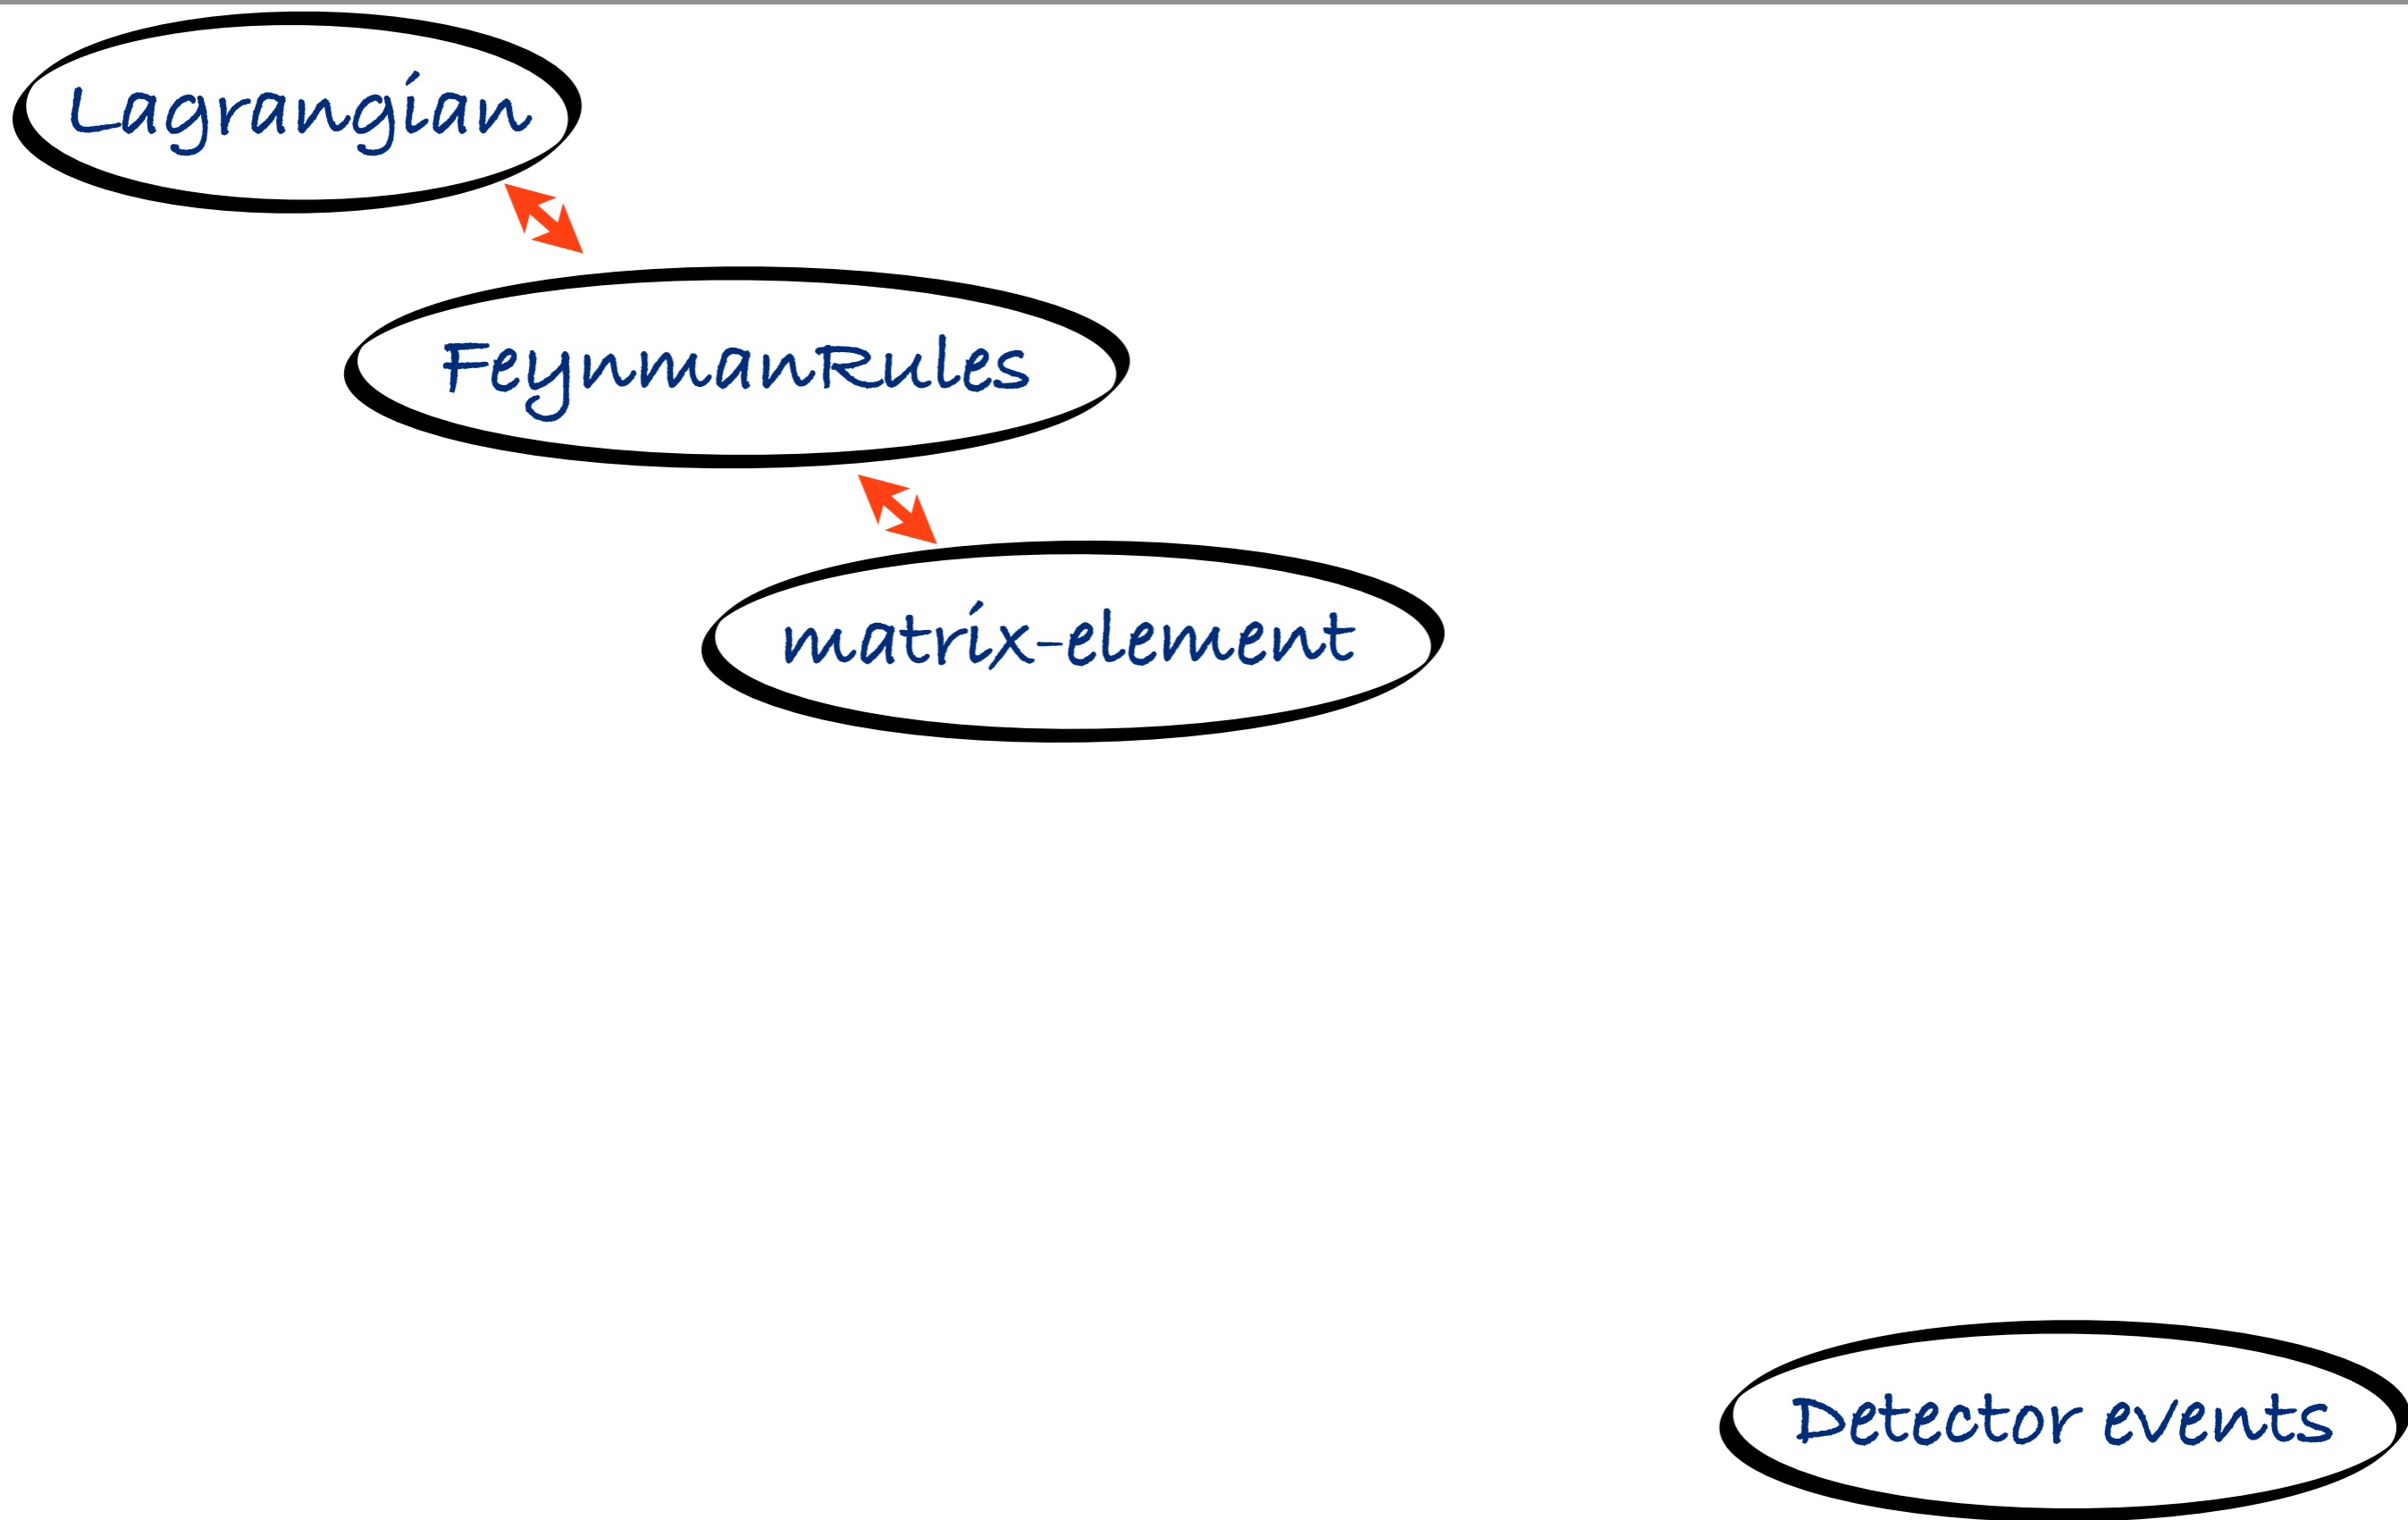 Lagrangian
FeynmanRules
matrix-element
Detector events